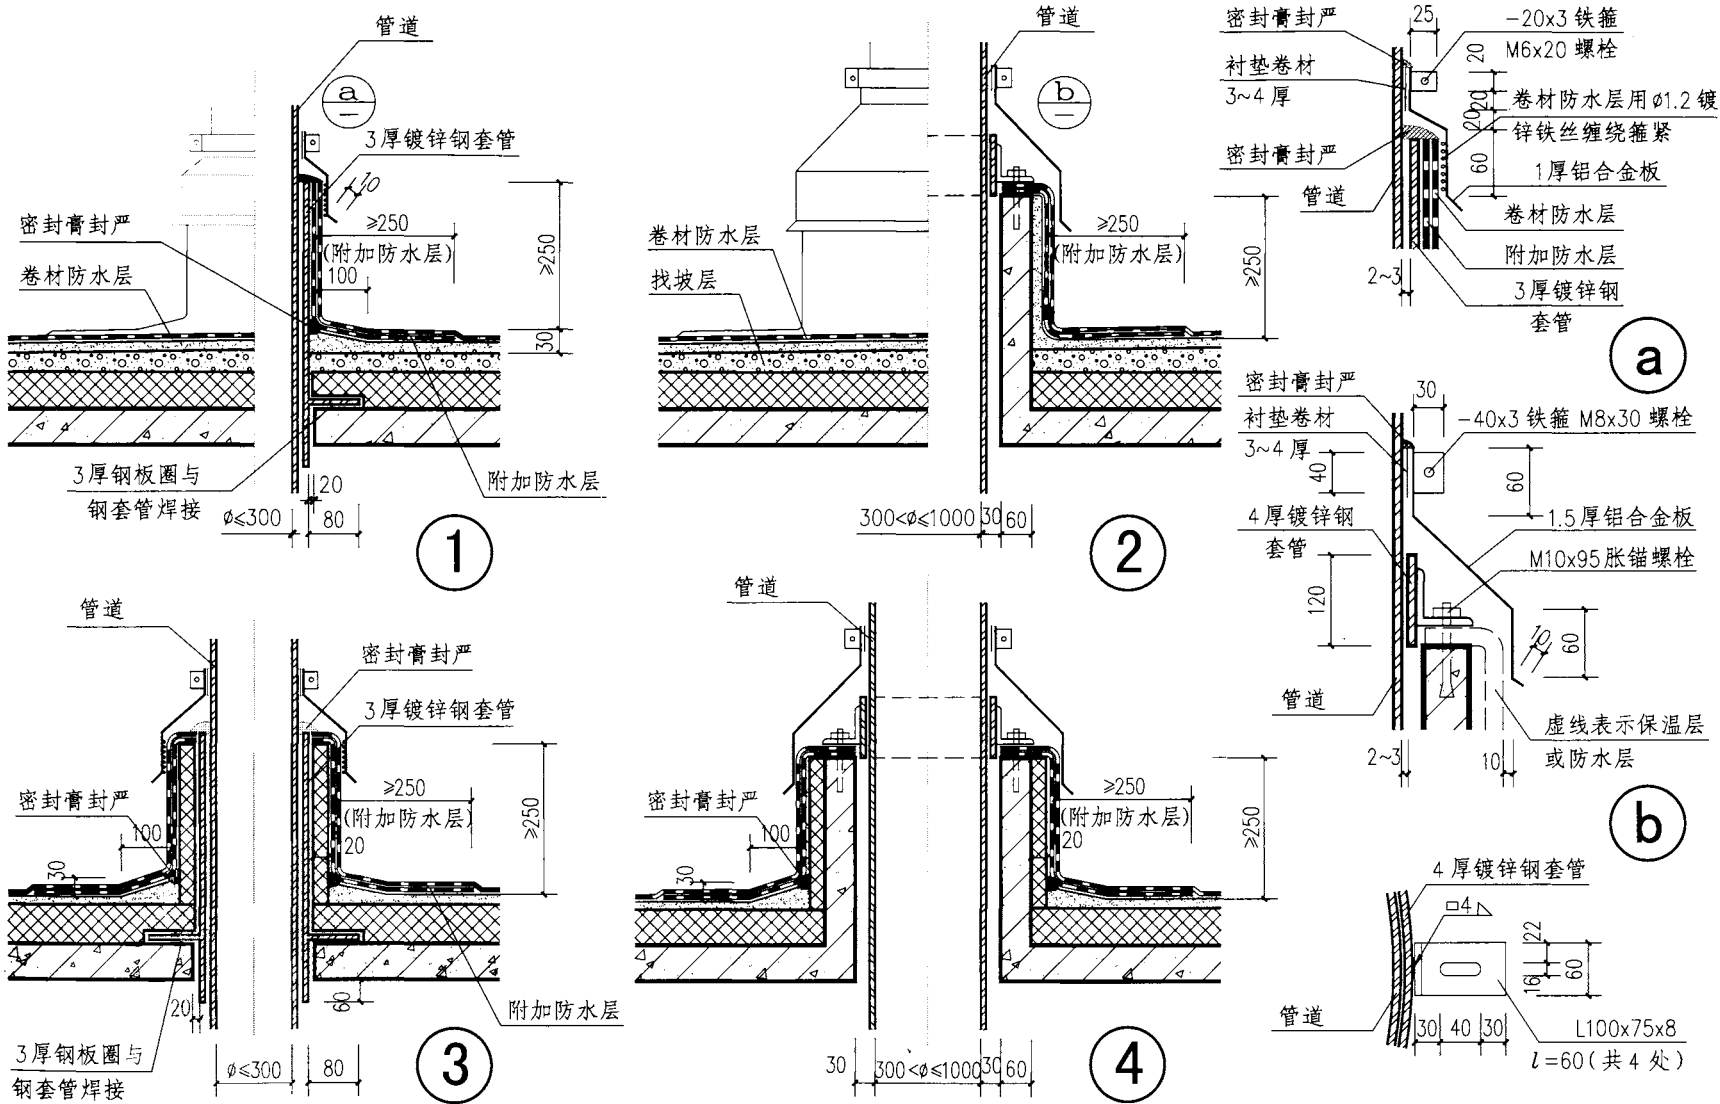 管道
a
3厚镀锌钢套管
10
密封膏封严
≥250
(附加防水层)
100
≥250
卷材防水层
30
3厚钢板圈与
钢套管焊接
20
附加防水层
ø≤300
80
1
管道
b
卷材防水层
≥250
(附加防水层)
找坡层
≥250
300<ø≤1000
30
60
2
密封膏封严
25
-20x3 铁箍
M6x20 螺栓
衬垫卷材
3~4 厚
20
20
20
60
卷材防水层用ø1.2 镀
锌铁丝缠绕箍紧
密封膏封严
1厚铝合金板
管道
卷材防水层
附加防水层
2~3
3厚镀锌钢
套管
a
密封膏封严
30
-40x3 铁箍 M8x30 螺栓
衬垫卷材
3~4 厚
40
60
4厚镀锌钢
套管
1.5厚铝合金板
M10x95胀锚螺栓
120
10
60
管道
虚线表示保温层
或防水层
2~3
10
b
管道
密封膏封严
3厚镀锌钢套管
密封膏封严
≥250
(附加防水层)
100
20
≥250
30
20
60
附加防水层
3厚钢板圈与
钢套管焊接
ø≤300
80
3
管道
密封膏封严
≥250
(附加防水层)
100
20
≥250
30
30
300<ø≤1000
30
60
4
4厚镀锌钢套管
4
22
16
60
管道
30
40
30
L100x75x8
l=60(共4处)